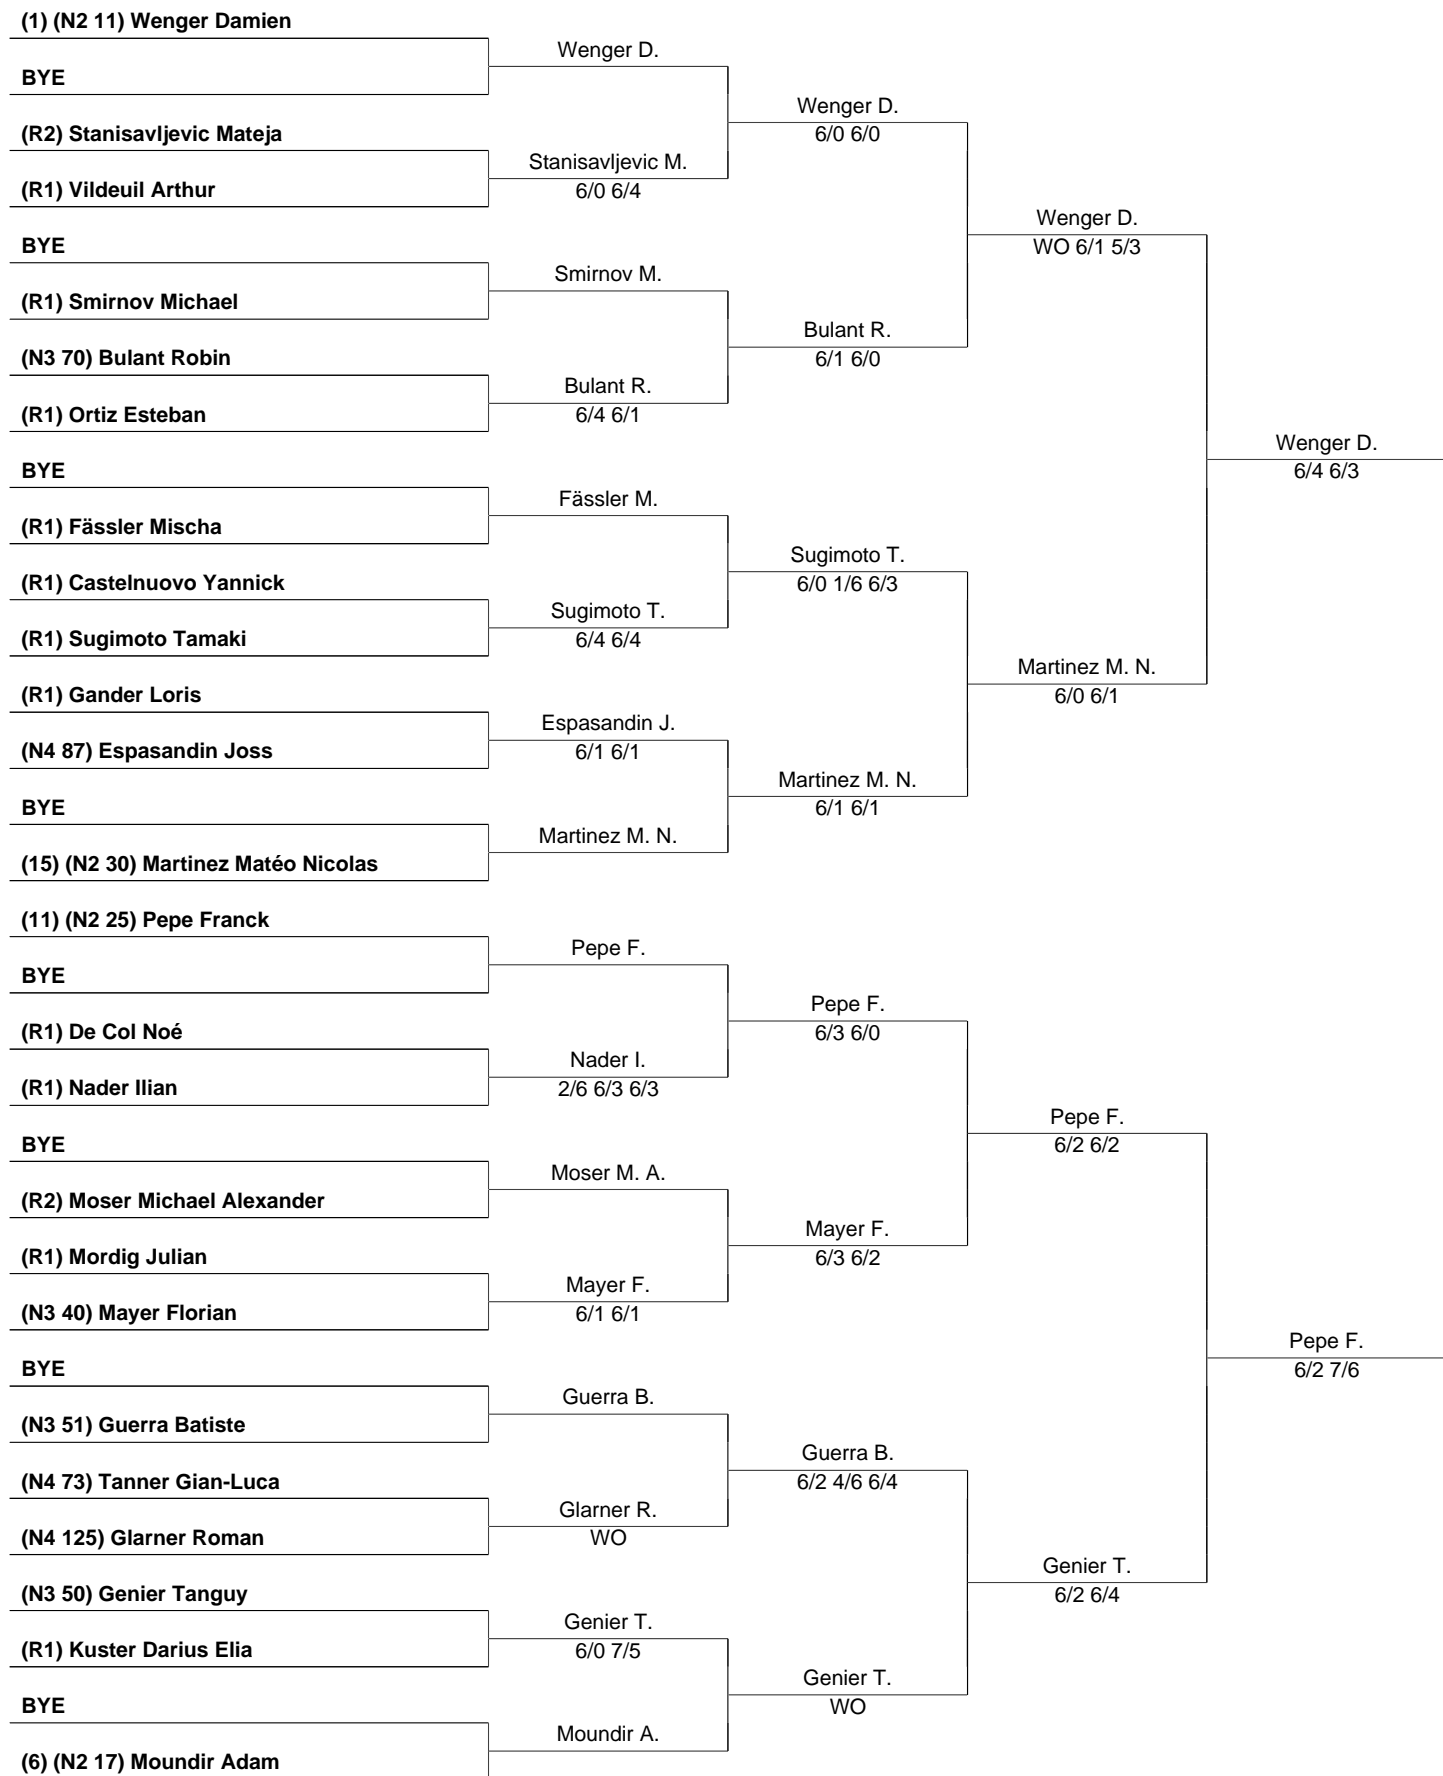 (1) (N2 11) Wenger Damien
Wenger D.
BYE
Wenger D.
6/0 6/0
(R2) Stanisavljevic Mateja
Stanisavljevic M.
6/0 6/4
(R1) Vildeuil Arthur
Wenger D.
WO 6/1 5/3
BYE
Smirnov M.
(R1) Smirnov Michael
Bulant R.
6/1 6/0
(N3 70) Bulant Robin
Bulant R.
6/4 6/1
(R1) Ortiz Esteban
Wenger D.
6/4 6/3
BYE
Fässler M.
(R1) Fässler Mischa
Sugimoto T.
6/0 1/6 6/3
(R1) Castelnuovo Yannick
Sugimoto T.
6/4 6/4
(R1) Sugimoto Tamaki
Martinez M. N.
6/0 6/1
(R1) Gander Loris
Espasandin J.
6/1 6/1
(N4 87) Espasandin Joss
Martinez M. N.
6/1 6/1
BYE
Martinez M. N.
(15) (N2 30) Martinez Matéo Nicolas
(11) (N2 25) Pepe Franck
Pepe F.
BYE
Pepe F.
6/3 6/0
(R1) De Col Noé
Nader I.
2/6 6/3 6/3
(R1) Nader Ilian
Pepe F.
6/2 6/2
BYE
Moser M. A.
(R2) Moser Michael Alexander
Mayer F.
6/3 6/2
(R1) Mordig Julian
Mayer F.
6/1 6/1
(N3 40) Mayer Florian
Pepe F.
6/2 7/6
BYE
Guerra B.
(N3 51) Guerra Batiste
Guerra B.
6/2 4/6 6/4
(N4 73) Tanner Gian-Luca
Glarner R.
WO
(N4 125) Glarner Roman
Genier T.
6/2 6/4
(N3 50) Genier Tanguy
Genier T.
6/0 7/5
(R1) Kuster Darius Elia
Genier T.
WO
BYE
Moundir A.
(6) (N2 17) Moundir Adam